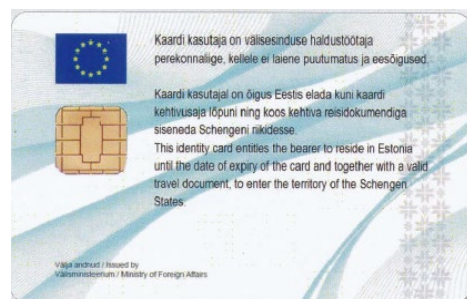 Kaardi kasutaja on välisesinduse haldustöötaja
perekonnaliige, kellele ei laiene puutumatus ja eesõigused.
Kaardi kasutajal on õigus Eestis elada kuni kaardi
kehtivusaja lõpuni ning koos kehtiva reisidokumendiga
siseneda Schengeni riikidesse.
This identity card entitles the bearer to reside in Estonia
until the date of expiry of the card and together with a valid
travel document, to enter the territory of the Schengen
States.
Välja andnud / Issued by
Välisministeerium / Ministry of Foreign Affairs